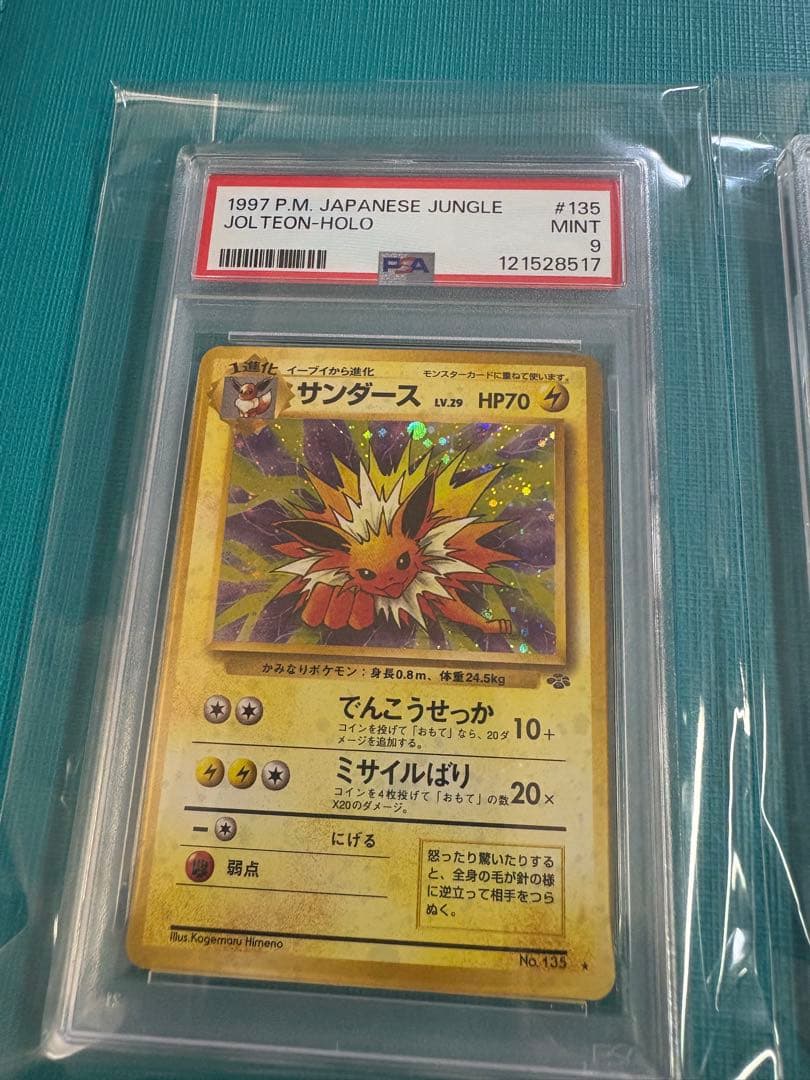 1997 P.M. JAPANESE JUNGLE #135
JOLTEON-HOLO MINT
9
PSA 121528517
1進化 イーブイから進化 モンスターカードに重ねて使います。
サンダース LV.29 HP70
かみなりポケモン：身長0.8m、体重24.5kg
でんこうせっか 10+
コインを投げて「おもて」なら、20ダ
メージを追加する。
ミサイルばり 20×
コインを4枚投げて「おもて」の数
X20のダメージ。
にげる
弱点
怒ったり驚いたりする
と、全身の毛が針の様
に逆立って相手をつら
ぬく。
Illus.Kagemaru Himeno
No. 135 ★